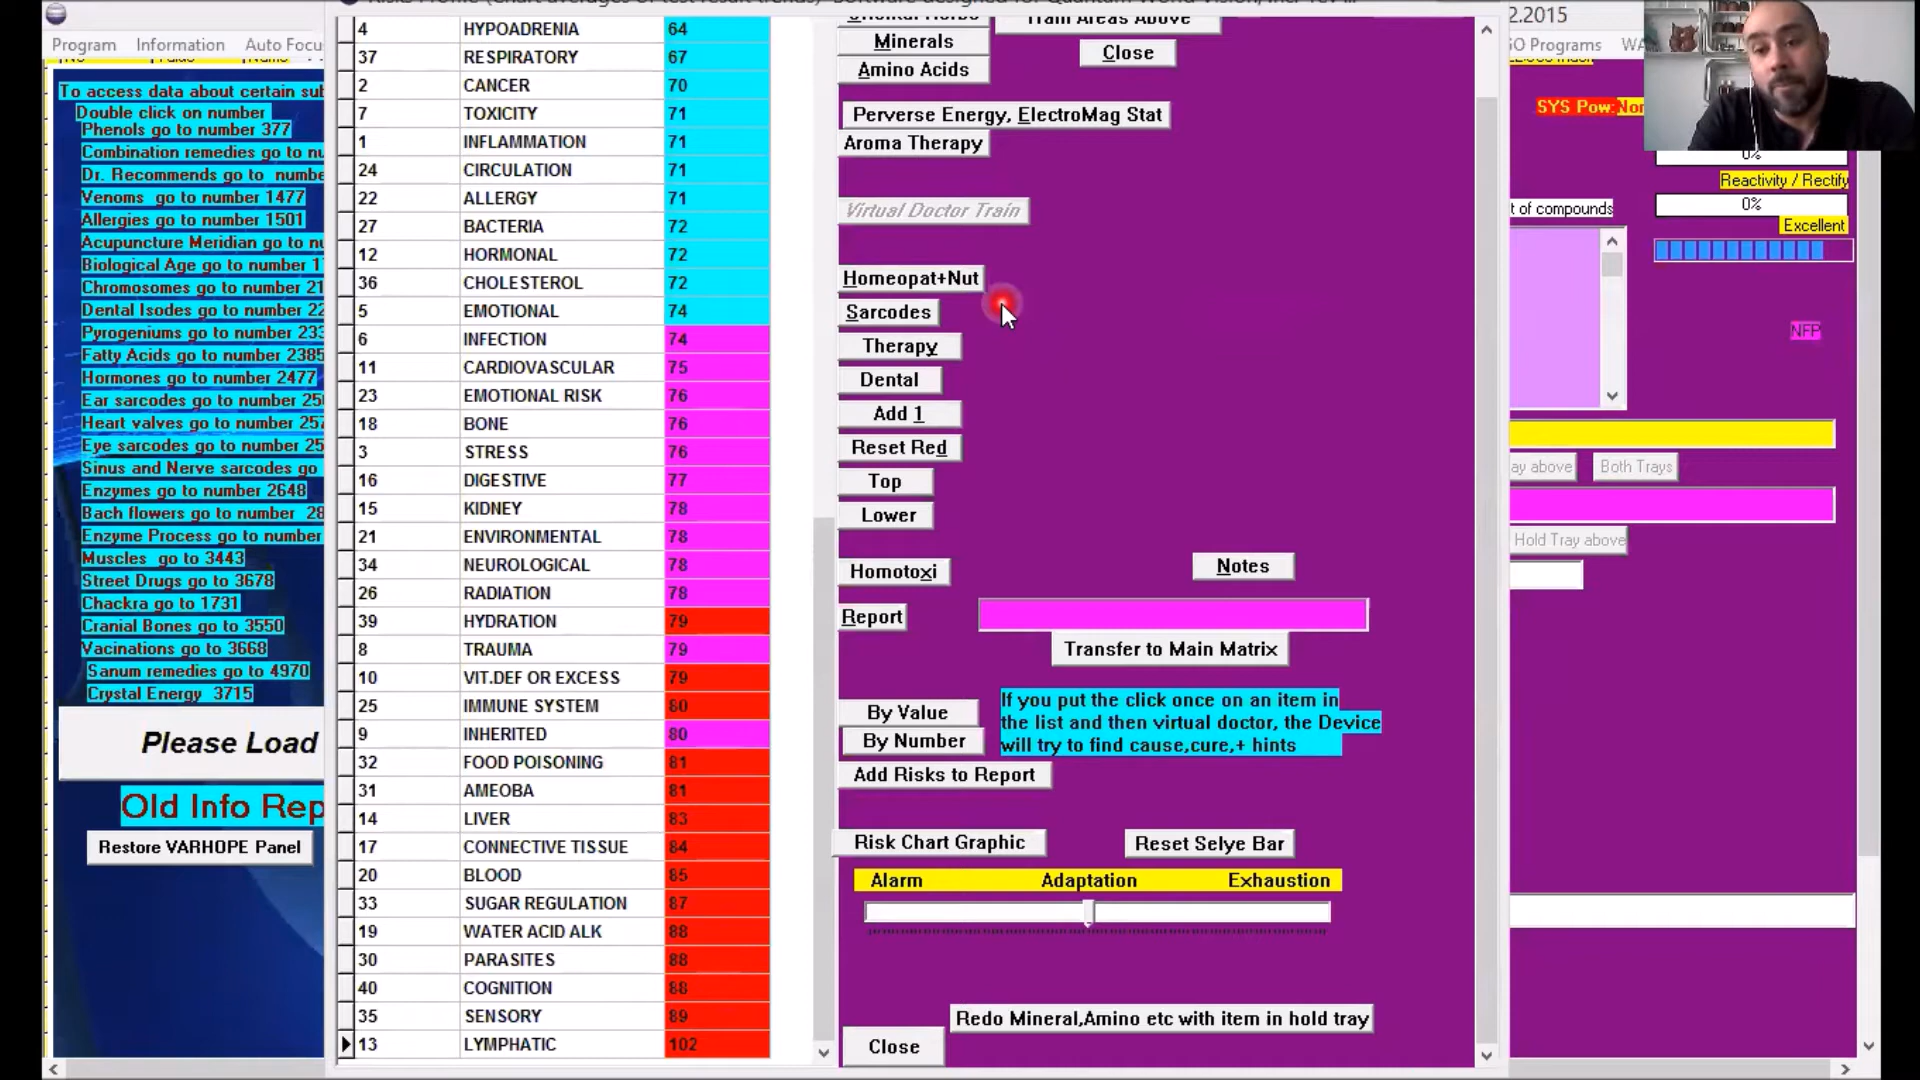 Program Information Auto Focu
To access data about certain sub
Double click on number
Phenols go to number 377
Combination remedies go to nu
Dr. Recommends go to numbe
Venoms go to number 1477
Allergies go to number 1501
Acupuncture Meridian go to nu
Biological Age go to number 1
Chromosomes go to number 21
Dental Isodes go to number 22
Pyrogeniums go to number 233
Fatty Acids go to number 2385
Hormones go to number 2477
Ear sarcodes go to number 25
Heart valves go to number 257
Eye sarcodes go to number 25
Sinus and Nerve sarcodes go
Enzymes go to number 2648
Bach flowers go to number 28
Enzyme Process go to number
Muscles go to 3443
Street Drugs go to 3678
Chackra go to 1731
Cranial Bones go to 3550
Vacinations go to 3668
Sanum remedies go to 4970
Crystal Energy 3715
Please Load
Old Info Rep
Restore VARHOPE Panel
4 HYPOADRENIA 64
37 RESPIRATORY 67
2 CANCER 70
7 TOXICITY 71
1 INFLAMMATION 71
24 CIRCULATION 71
22 ALLERGY 71
27 BACTERIA 72
12 HORMONAL 72
36 CHOLESTEROL 72
5 EMOTIONAL 74
6 INFECTION 74
11 CARDIOVASCULAR 75
23 EMOTIONAL RISK 76
18 BONE 76
3 STRESS 76
16 DIGESTIVE 77
15 KIDNEY 78
21 ENVIRONMENTAL 78
34 NEUROLOGICAL 78
26 RADIATION 78
39 HYDRATION 79
8 TRAUMA 79
10 VIT.DEF OR EXCESS 79
25 IMMUNE SYSTEM 80
9 INHERITED 80
32 FOOD POISONING 81
31 AMEOBA 81
14 LIVER 83
17 CONNECTIVE TISSUE 84
20 BLOOD 85
33 SUGAR REGULATION 87
19 WATER ACID ALK 88
30 PARASITES 88
40 COGNITION 88
35 SENSORY 89
13 LYMPHATIC 102
Train Areas Above
Minerals
Close
Amino Acids
Perverse Energy, ElectroMag Stat
Aroma Therapy
Virtual Doctor Train
Homeopat+Nut
Sarcodes
Therapy
Dental
Add 1
Reset Red
Top
Lower
Homotoxi
Notes
Report
Transfer to Main Matrix
By Value
By Number
If you put the click once on an item in
the list and then virtual doctor, the Device
will try to find cause,cure,+ hints
Add Risks to Report
Risk Chart Graphic
Reset Selye Bar
Alarm Adaptation Exhaustion
Redo Mineral,Amino etc with item in hold tray
Close
2.2015
GO Programs WA
SYS Pow: Nor
0%
Reactivity / Rectify
0%
Excellent
t of compounds
NFP
ay above
Both Trays
Hold Tray above